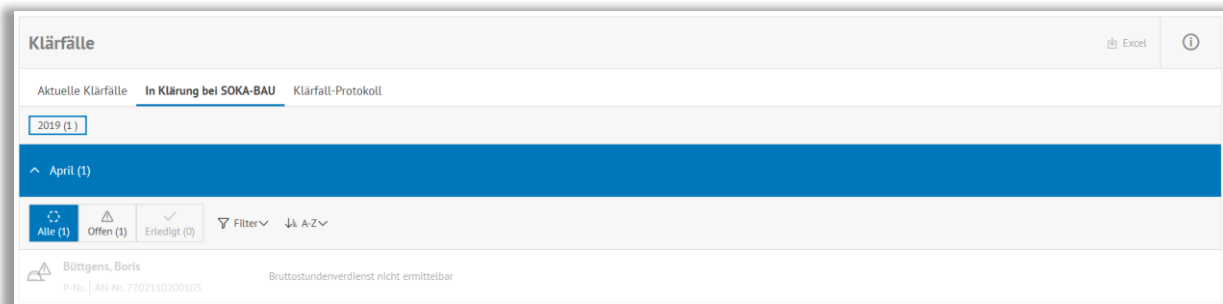 Klärfälle
Excel
Aktuelle Klärfälle In Klärung bei SOKA-BAU Klärfall-Protokoll
2019 (1 )
April (1)
Alle (1) Offen (1) Erledigt (0) Filter A-Z
Büttgens, Boris
Bruttostundenverdienst nicht ermittelbar
P-Nr. | AN-Nr. 7702110200105